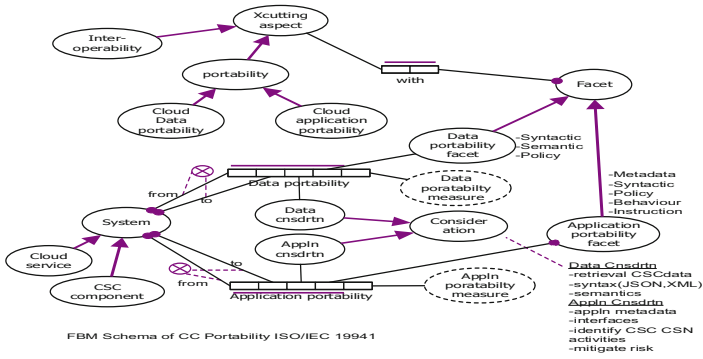 Xcutting
aspect
Inter-
operability
portability
with
Facet
Cloud
Data
portability
Cloud
application
portability
Data
portability
facet
-Syntactic
-Semantic
-Policy
Data portability
from
to
Data
poratabilty
measure
-Metadata
-Syntactic
-Policy
-Behaviour
-Instruction
System
Data
cnsdrtn
Appln
cnsdrtn
Consider
ation
Application
portability
facet
Cloud
service
CSC
component
to
from
Application portability
Appln
poratabilty
measure
Data Cnsdrtn
-retrieval CSCdata
-syntax(JSON,XML)
-semantics
Appln Cnsdrtn
-appln metadata
-interfaces
-identify CSC CSN
activities
-mitigate risk
FBM Schema of CC Portability ISO/IEC 19941